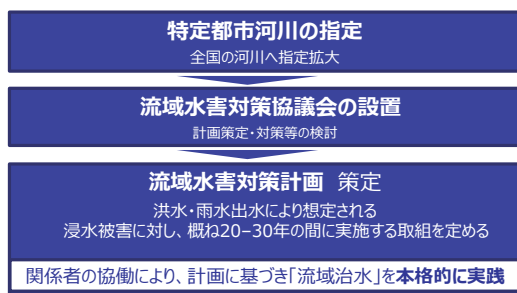 特定都市河川の指定
全国の河川へ指定拡大
流域水害対策協議会の設置
計画策定・対策等の検討
流域水害対策計画 策定
洪水・雨水出水により想定される
浸水被害に対し、概ね20-30年の間に実施する取組を定める
関係者の協働により、計画に基づき「流域治水」を本格的に実践